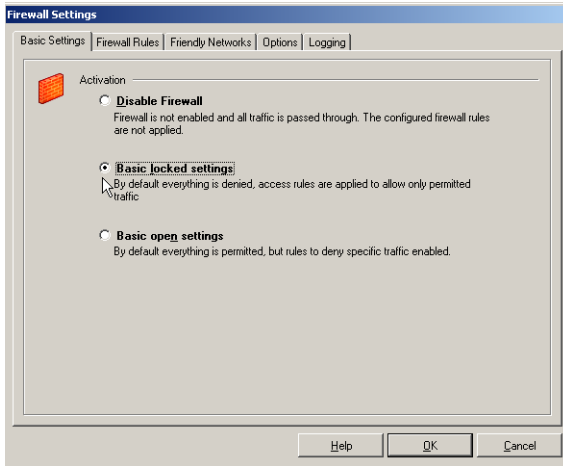 Firewall Settings
Basic Settings Firewall Rules Friendly Networks Options Logging
Activation
Disable Firewall
Firewall is not enabled and all traffic is passed through. The configured firewall rules
are not applied.
Basic locked settings
By default everything is denied, access rules are applied to allow only permitted
traffic
Basic open settings
By default everything is permitted, but rules to deny specific traffic enabled.
Help OK Cancel